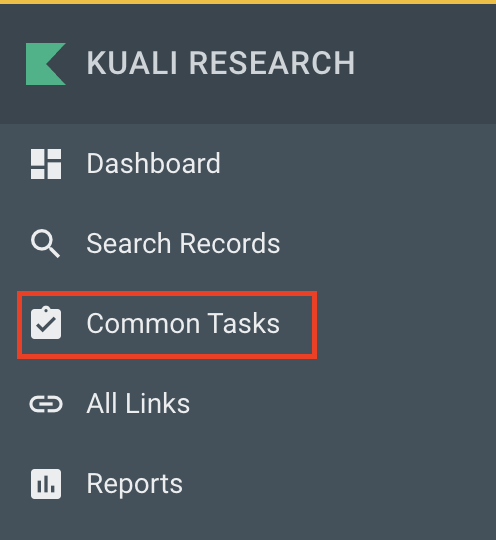 KUALI RESEARCH
Dashboard
Search Records
Common Tasks
All Links
Reports